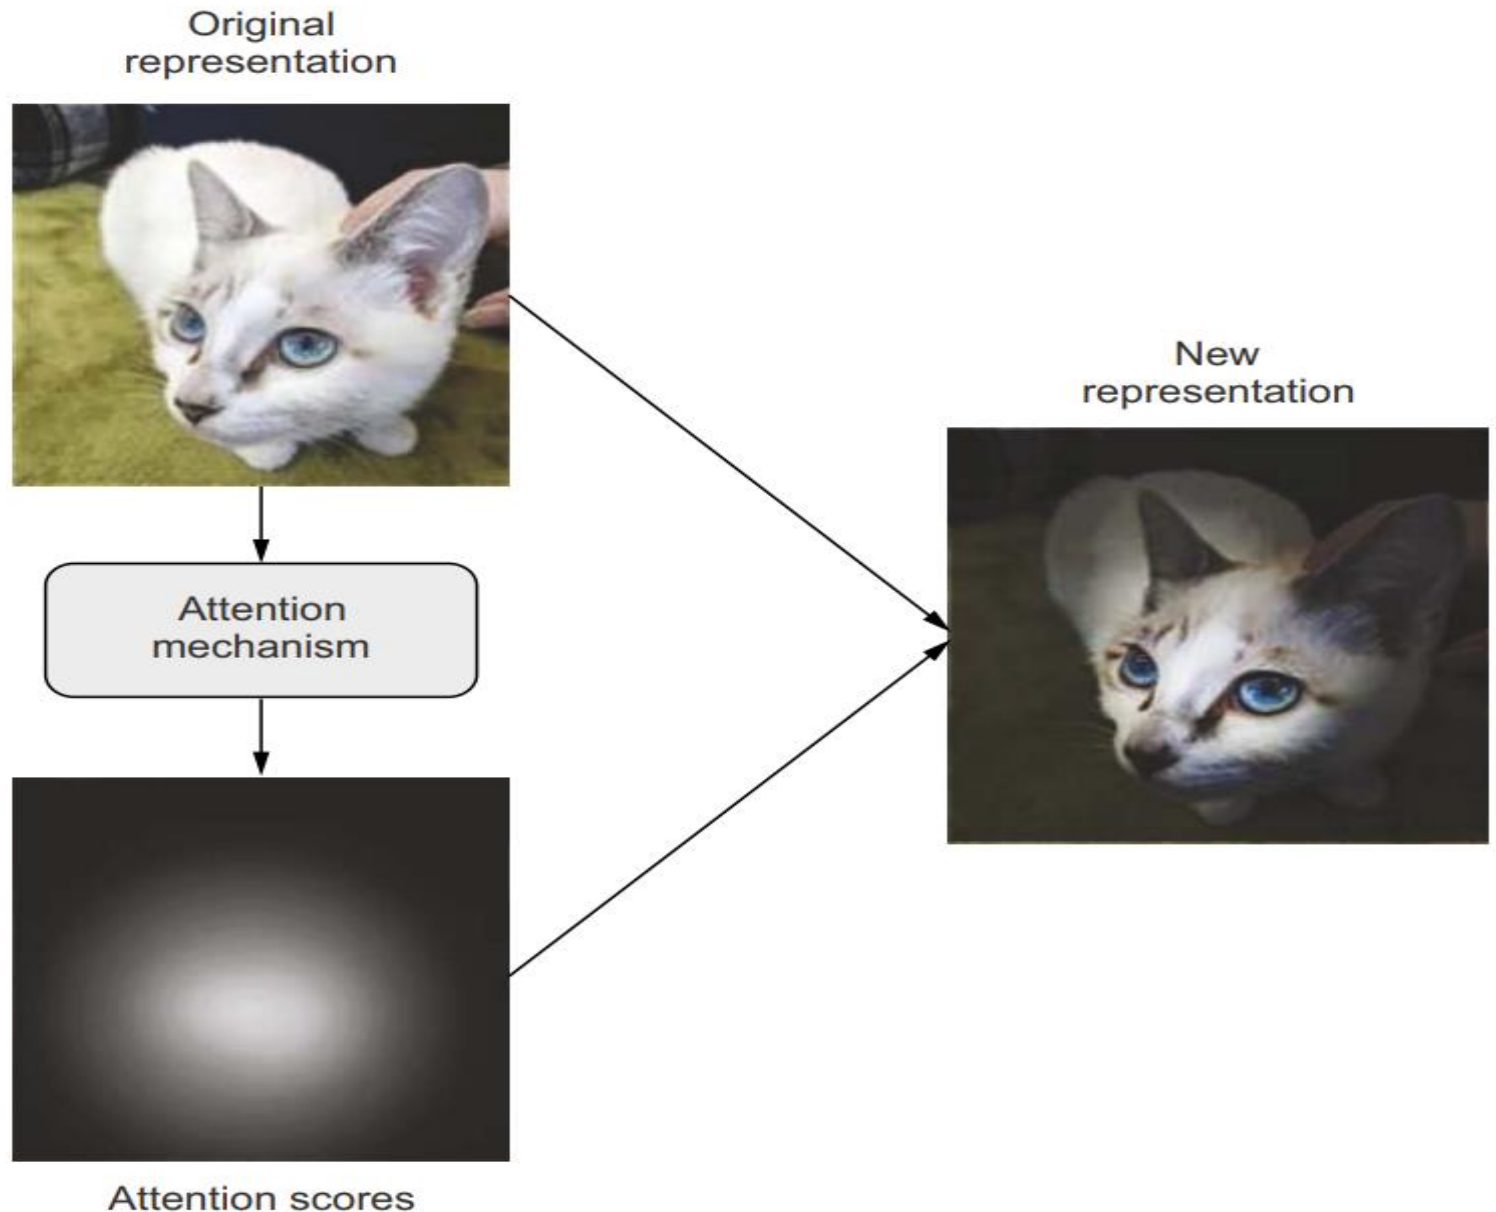 Original
representation
Attention
mechanism
Attention scores
New
representation